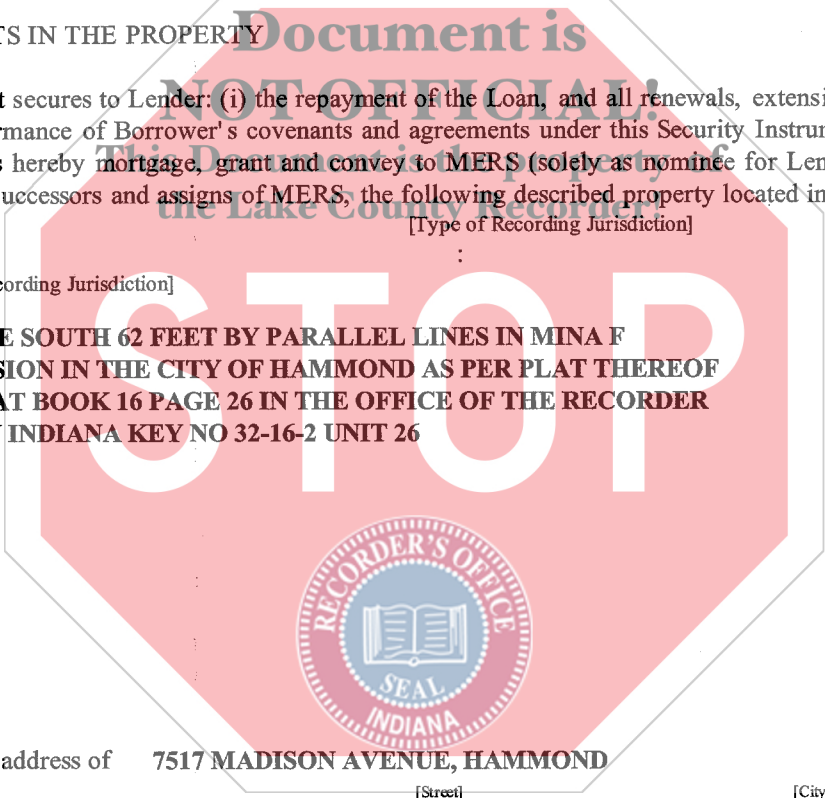 TS IN THE PROPERTY
Document is
NOT OFFICIAL!
t secures to Lender: (i) the repayment of the Loan, and all renewals, extensi
rmance of Borrower's covenants and agreements under this Security Instrum
This Document is the property of
s hereby mortgage, grant and convey to MERS (solely as nominee for Len
the Lake County Recorder!
uccessors and assigns of MERS, the following described property located in
[Type of Recording Jurisdiction]
:
cording Jurisdiction]
STOP
E SOUTH 62 FEET BY PARALLEL LINES IN MINA F
SION IN THE CITY OF HAMMOND AS PER PLAT THEREOF
AT BOOK 16 PAGE 26 IN THE OFFICE OF THE RECORDER
Y INDIANA KEY NO 32-16-2 UNIT 26
RECORDER'S OFFICE
SEAL
INDIANA
address of 7517 MADISON AVENUE, HAMMOND
[Street]
[City